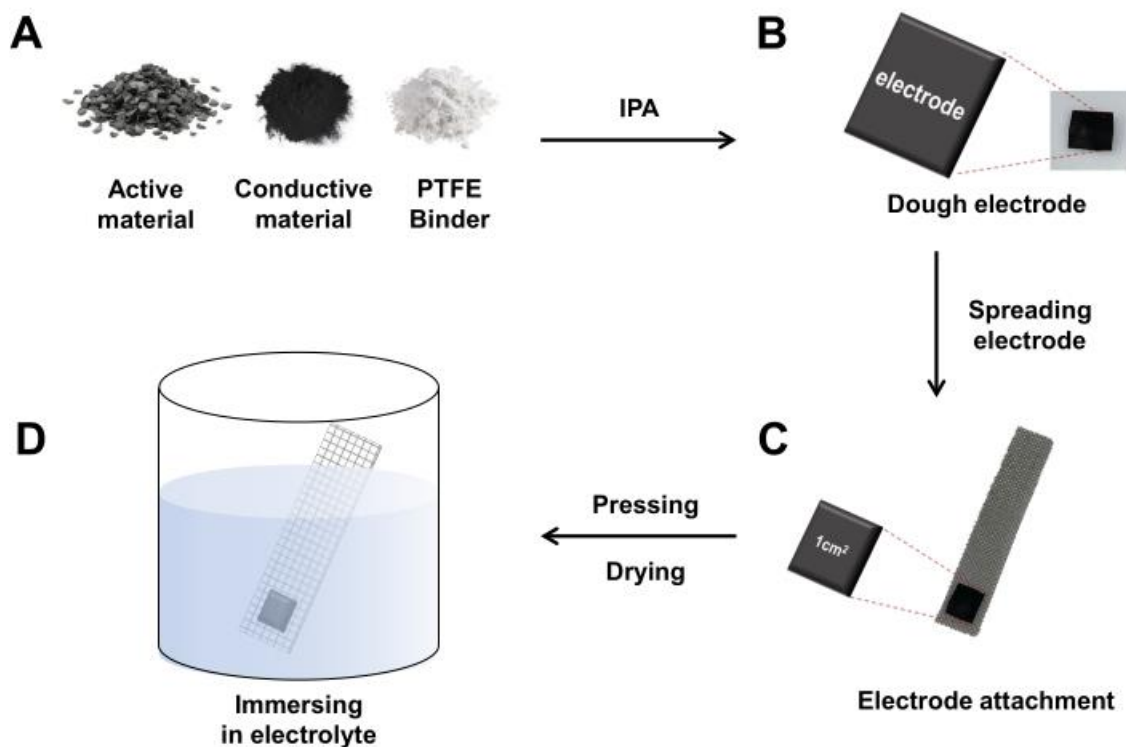 A
Active
material
Conductive
material
PTFE
Binder
IPA
B
electrode
Dough electrode
Spreading
electrode
C
1cm²
Electrode attachment
Pressing
Drying
D
Immersing
in electrolyte